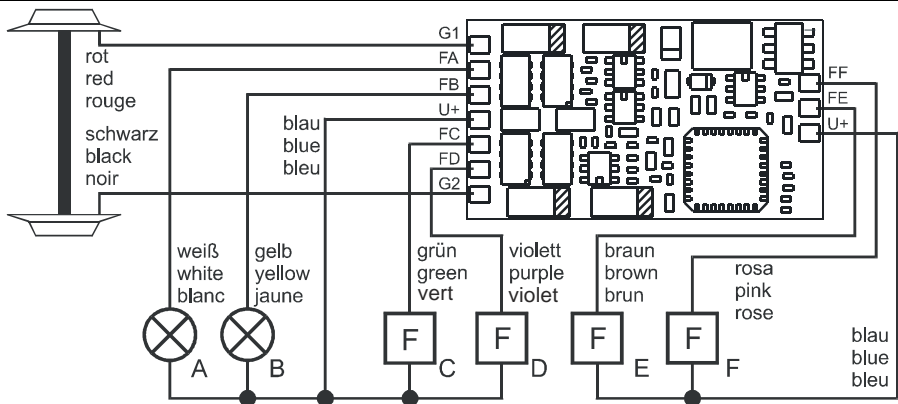 G1
FA
FB
U+
FC
FD
G2
FF
FE
U+
rot
red
rouge
schwarz
black
noir
blau
blue
bleu
weiß
white
blanc
gelb
yellow
jaune
grün
green
vert
violett
purple
violet
braun
brown
brun
rosa
pink
rose
blau
blue
bleu
A
B
F
C
F
D
F
E
F
F